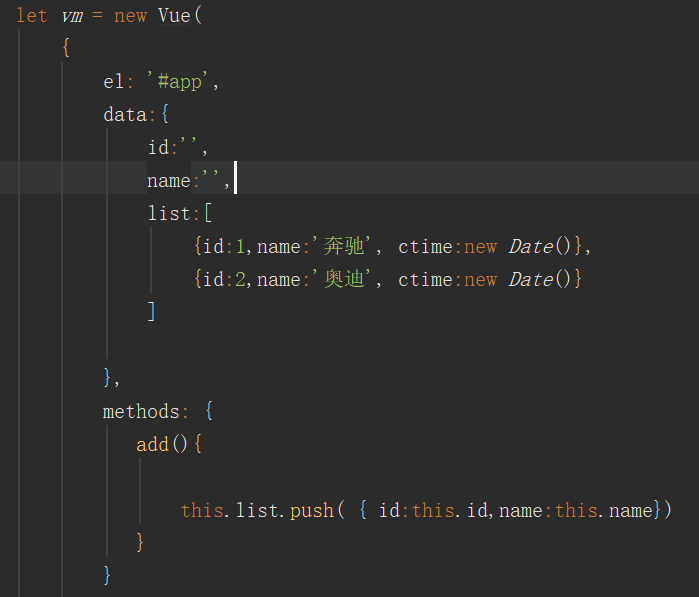 let vm = new Vue(
{
el: '#app',
data:{
id:'',
name:'',
list:[
{id:1,name:'奔驰', ctime:new Date()},
{id:2,name:'奥迪', ctime:new Date()}
]
},
methods: {
add(){
this.list.push( { id:this.id,name:this.name})
}
}